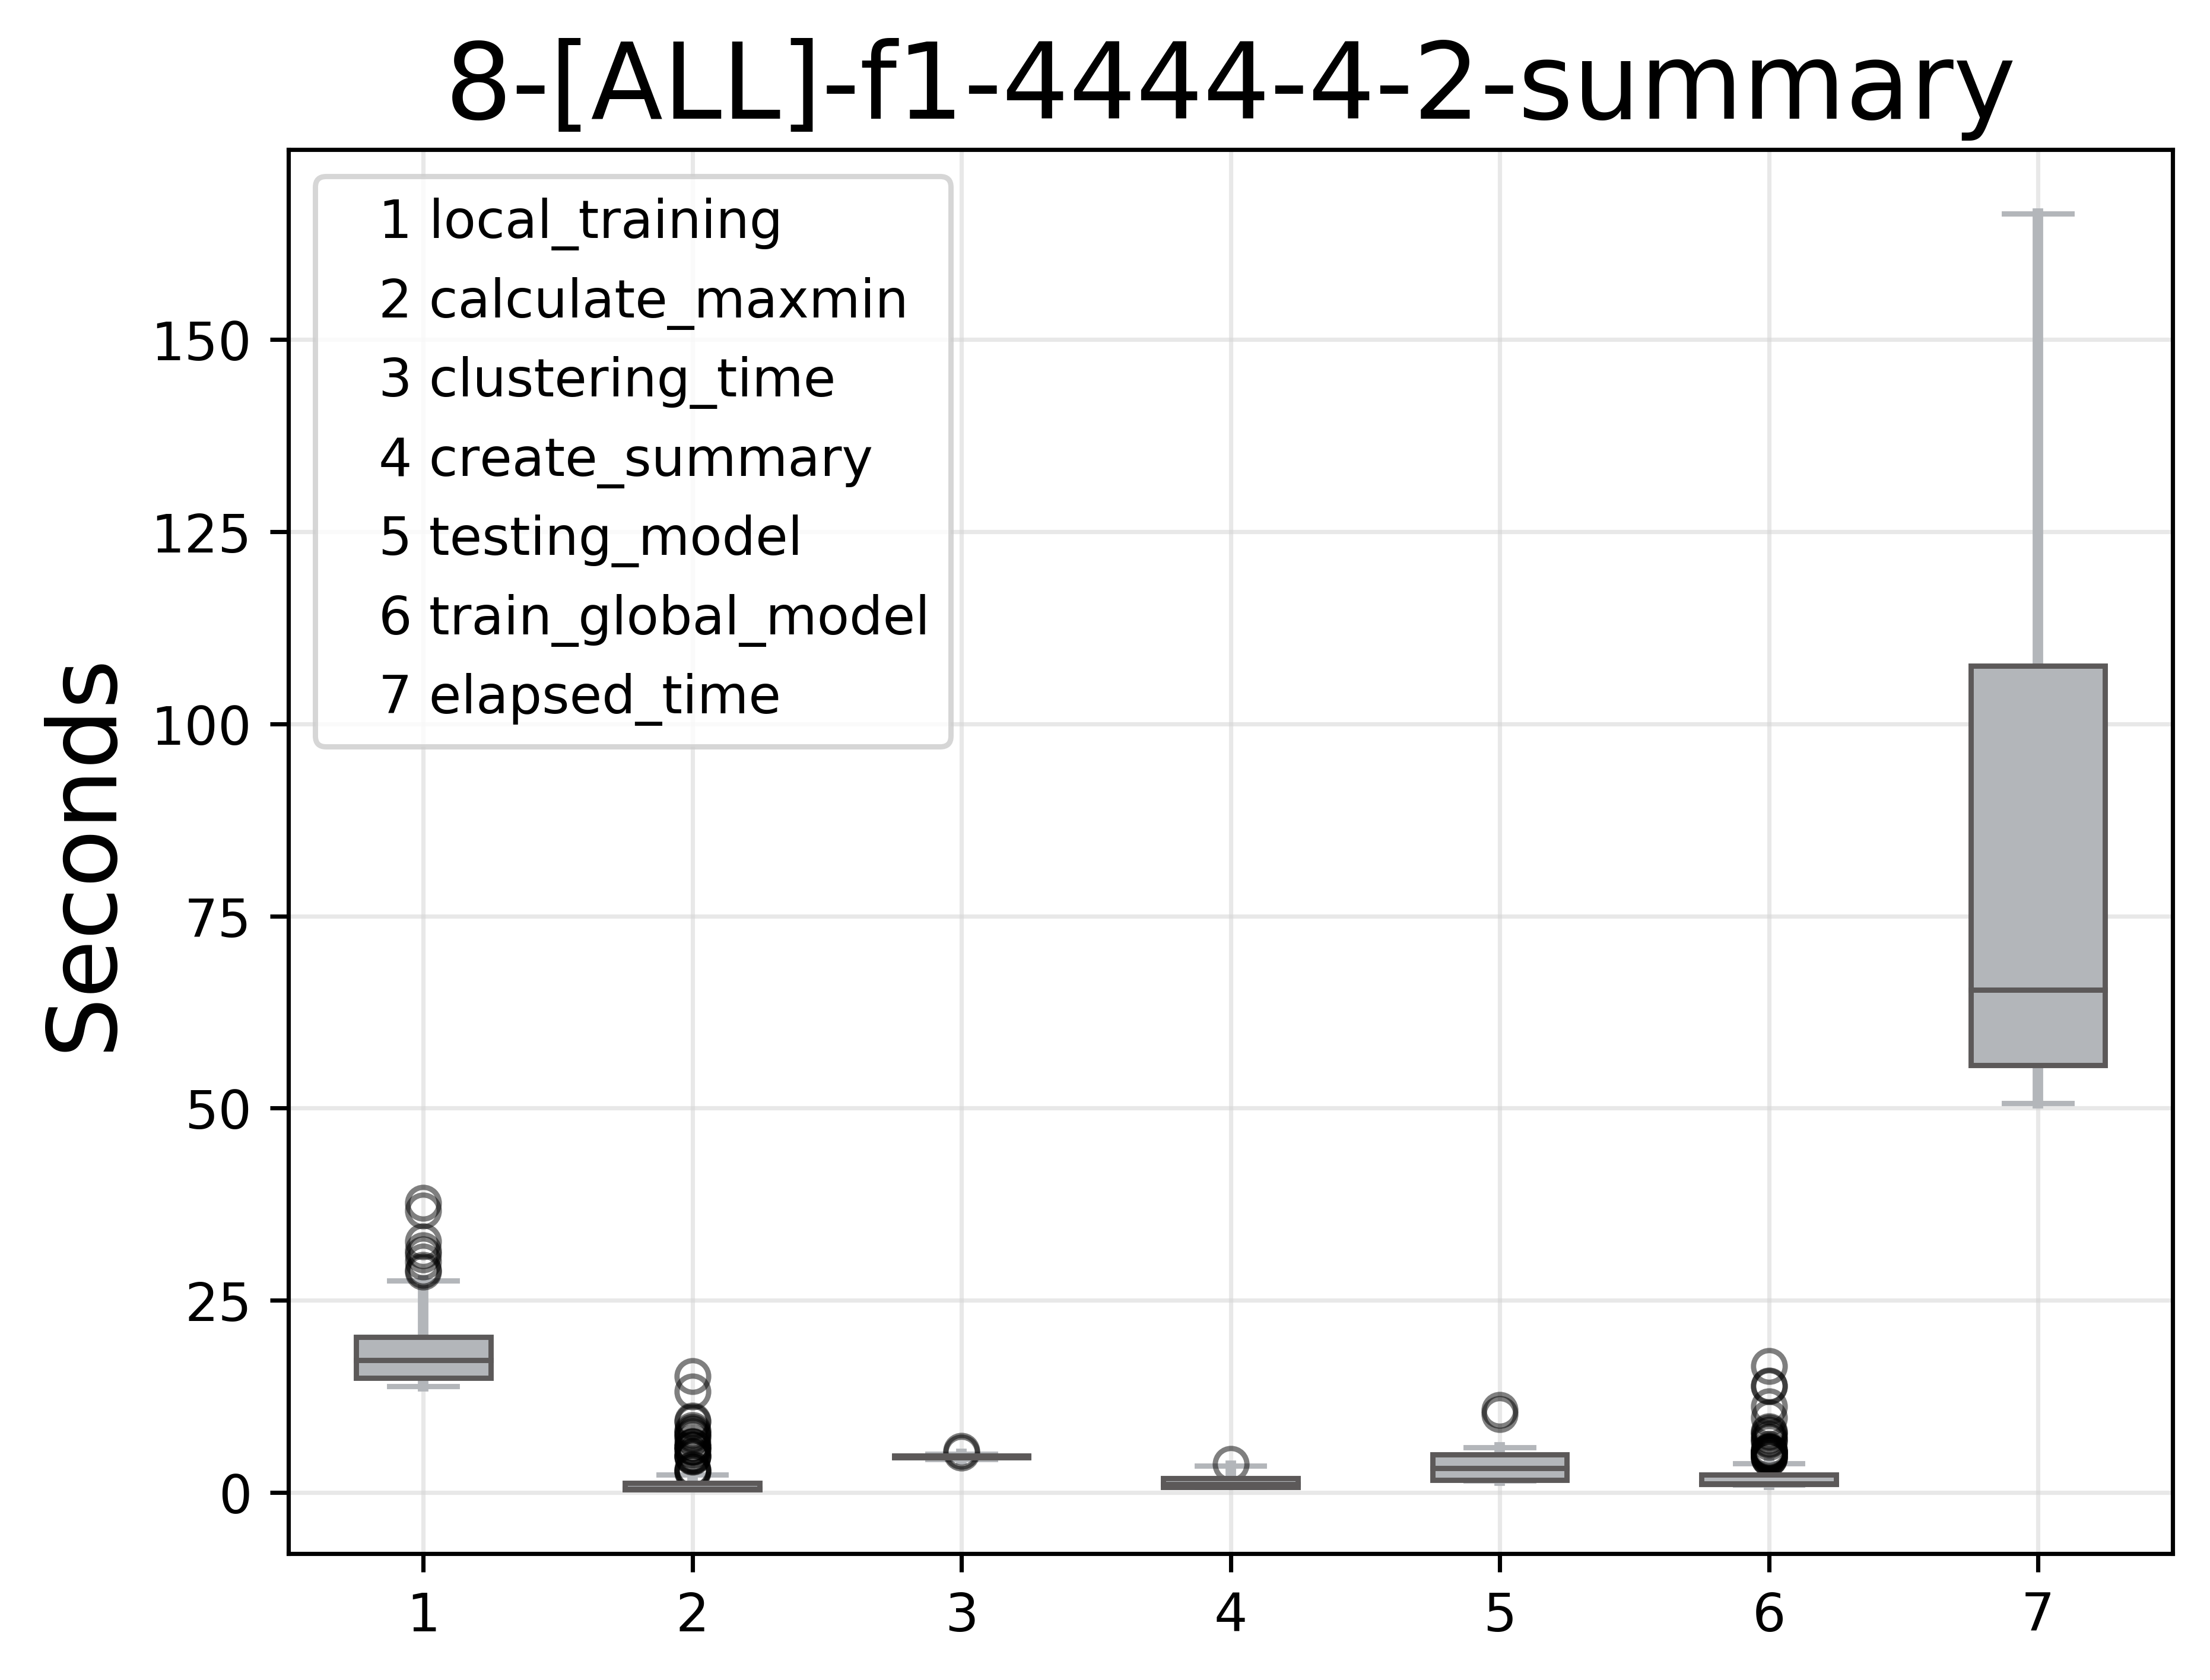 8-[ALL]-f1-4444-4-2-summary
1 local_training
2 calculate_maxmin
3 clustering_time
4 create_summary
5 testing_model
6 train_global_model
7 elapsed_time
Seconds
150
125
100
75
50
25
0
1 2 3 4 5 6 7